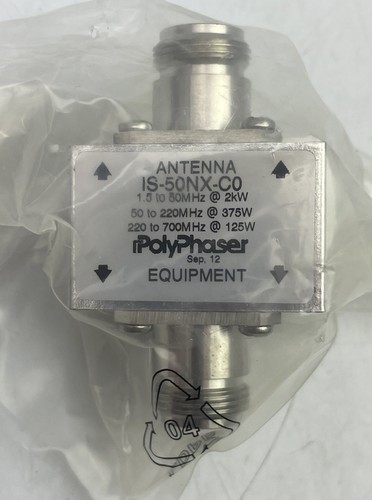 ANTENNA
IS-50NX-C0
1.5 to 50MHz @ 2kW
50 to 220MHz @ 375W
220 to 700MHz @ 125W
PolyPhaser
Sep, 12
EQUIPMENT
04